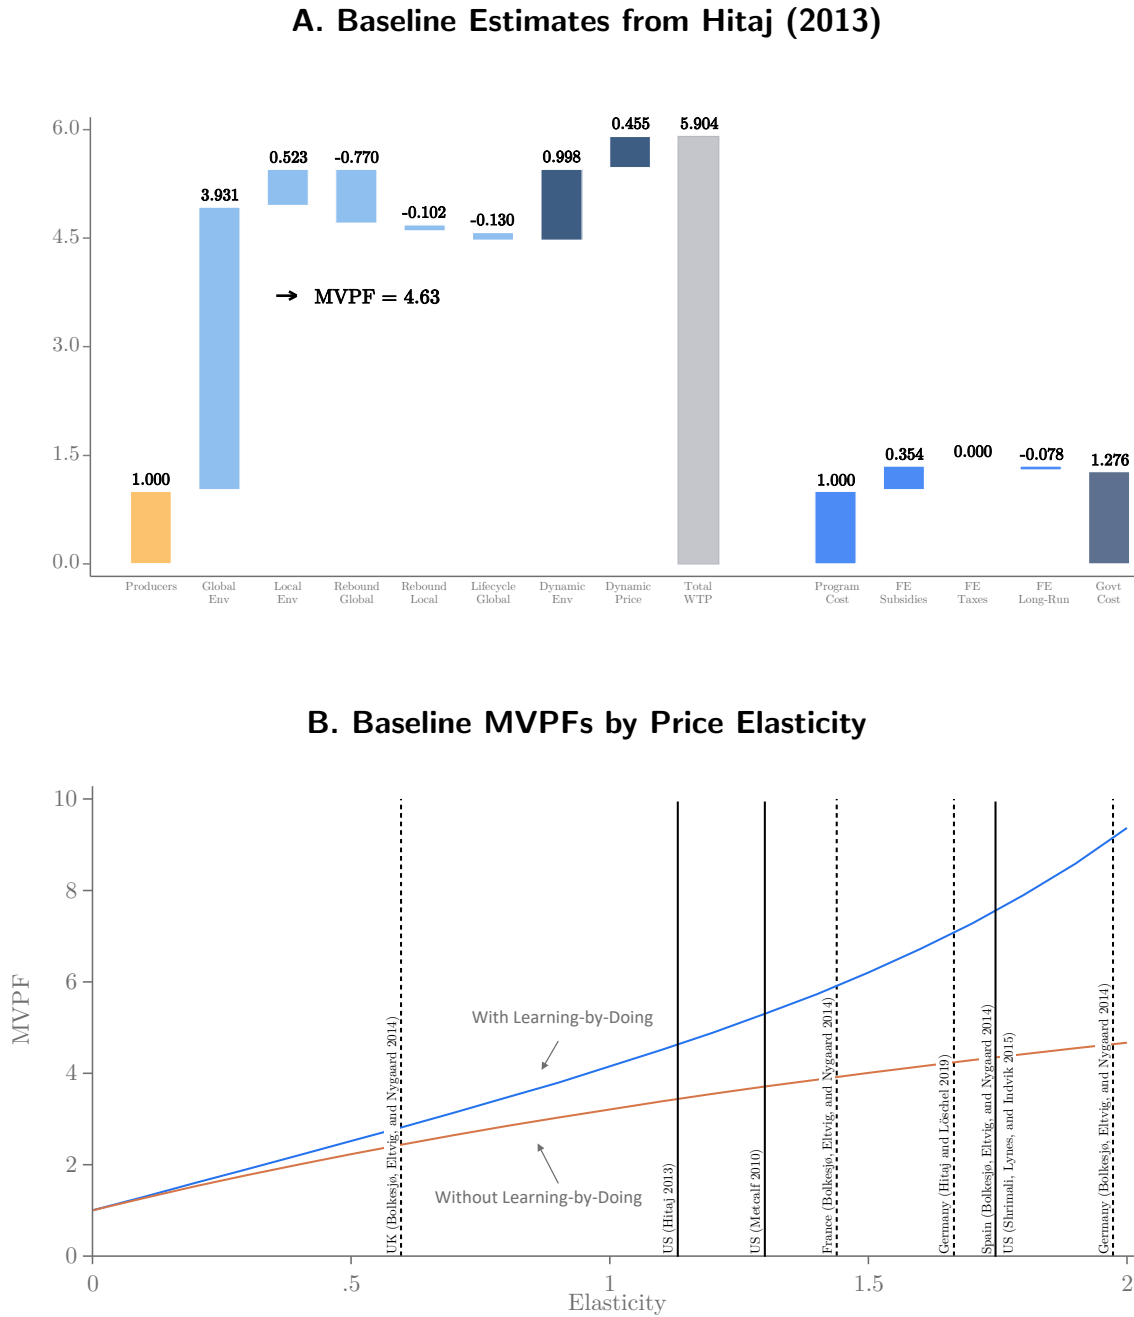 A. Baseline Estimates from Hitaj (2013)
6.0
4.5
3.0
1.5
0.0
1.000
3.931
0.523
-0.770
-0.102
-0.130
0.998
0.455
5.904
1.000
0.354
0.000
-0.078
1.276
→ MVPF = 4.63
Producers
Global
Env
Local
Env
Rebound
Global
Rebound
Local
Lifecycle
Global
Dynamic
Env
Dynamic
Price
Total
WTP
Program
Cost
FE
Subsidies
FE
Taxes
FE
Long-Run
Govt
Cost
B. Baseline MVPFs by Price Elasticity
MVPF
10
8
6
4
2
0
With Learning-by-Doing
Without Learning-by-Doing
UK (Bolkesjø, Eltvig, and Nygaard 2014)
US (Hitaj 2013)
US (Metcalf 2010)
France (Bolkesjø, Eltvig, and Nygaard 2014)
Germany (Hitaj and Löschel 2019)
Spain (Bolkesjø, Eltvig, and Nygaard 2014)
US (Shrimali, Lynes, and Indvik 2015)
Germany (Bolkesjø, Eltvig, and Nygaard 2014)
0
.5
1
1.5
2
Elasticity